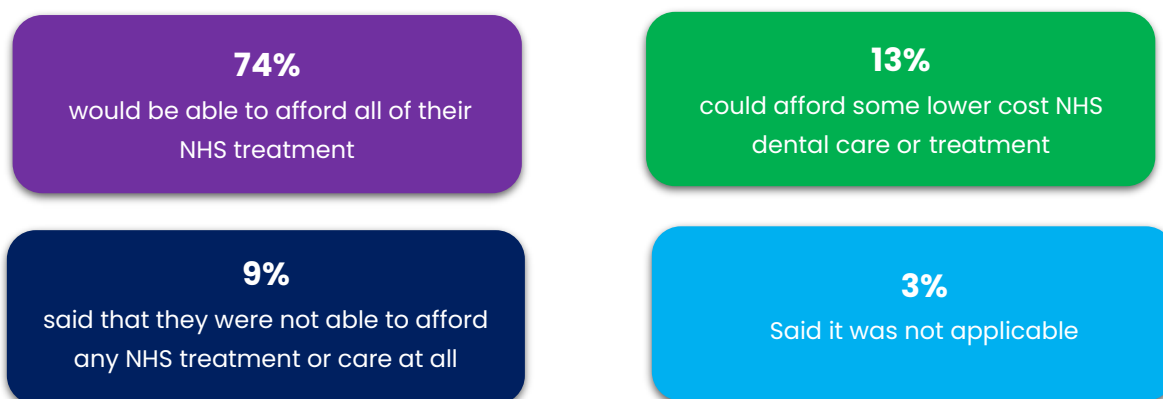 74%
would be able to afford all of their
NHS treatment
13%
could afford some lower cost NHS
dental care or treatment
9%
said that they were not able to afford
any NHS treatment or care at all
3%
Said it was not applicable